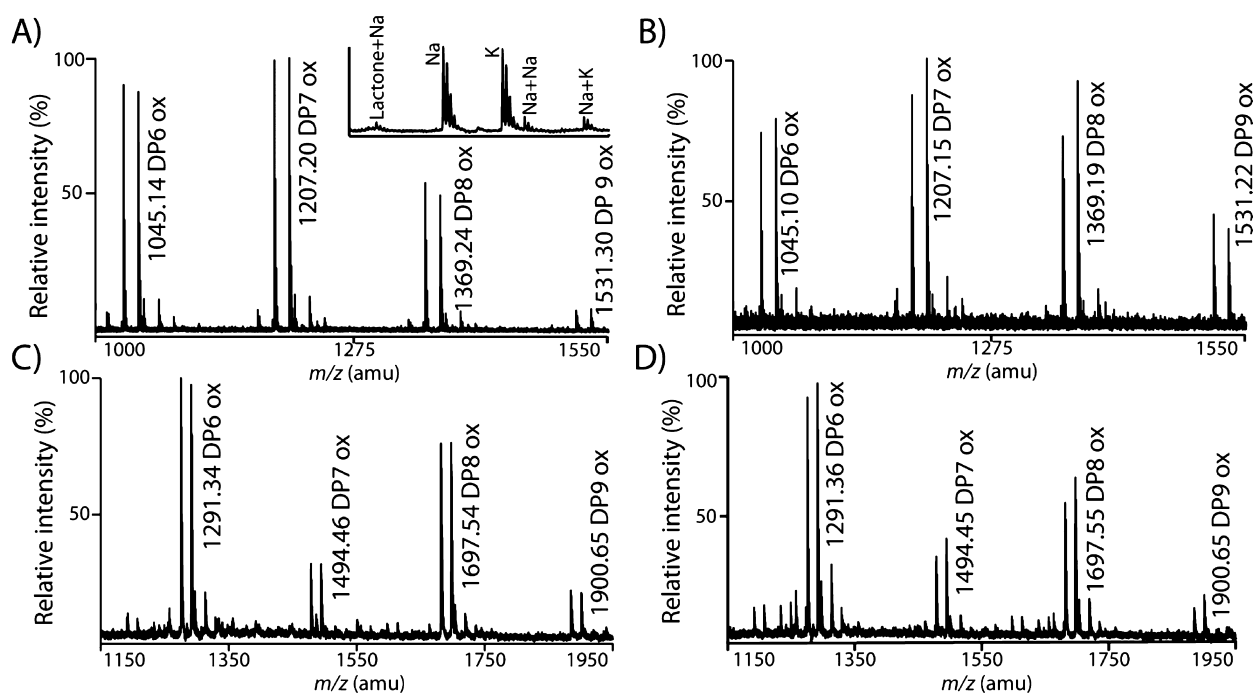 A)
Relative intensity (%)
100
50
1045.14 DP6 ox
1207.20 DP7 ox
1369.24 DP8 ox
1531.30 DP 9 ox
Lactone+Na
Na
K
Na+Na
Na+K
1000
1275
1550
m/z (amu)
B)
Relative intensity (%)
100
50
1045.10 DP6 ox
1207.15 DP7 ox
1369.19 DP8 ox
1531.22 DP9 ox
1000
1275
1550
m/z (amu)
C)
Relative intensity (%)
100
50
1291.34 DP6 ox
1494.46 DP7 ox
1697.54 DP8 ox
1900.65 DP9 ox
1150
1350
1550
1750
1950
m/z (amu)
D)
Relative intensity (%)
100
50
1291.36 DP6 ox
1494.45 DP7 ox
1697.55 DP8 ox
1900.65 DP9 ox
1150
1350
1550
1750
1950
m/z (amu)